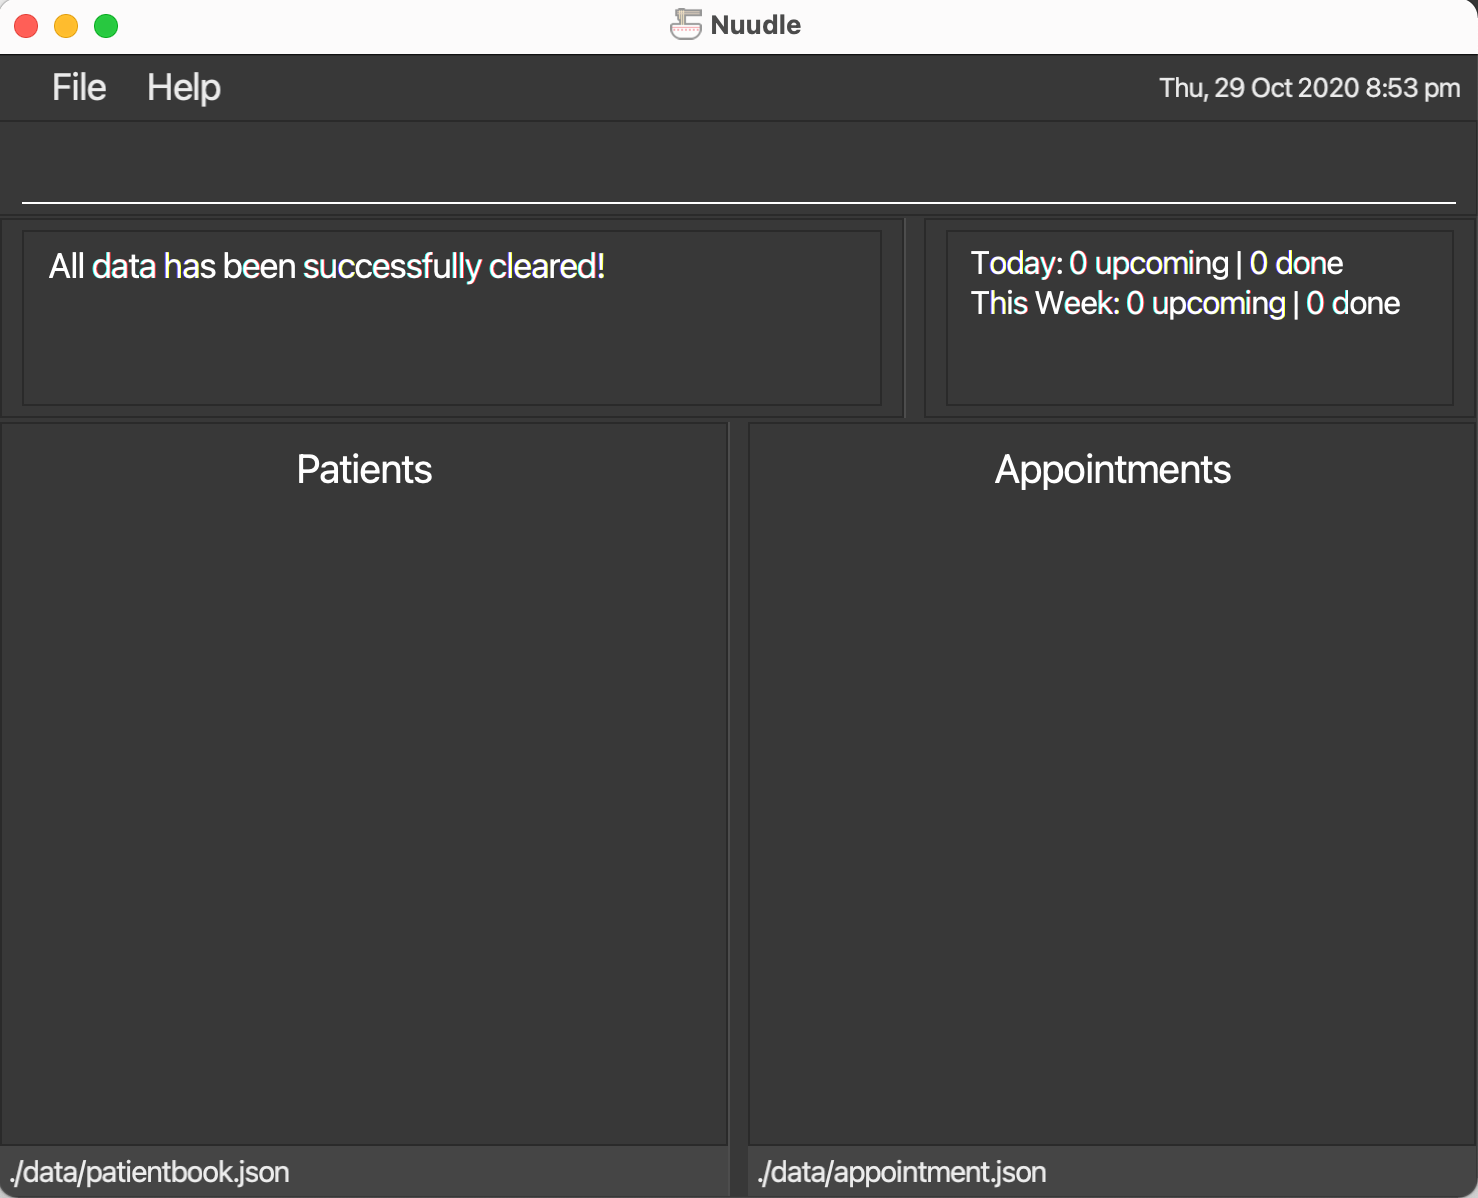 Nuudle
File Help
Thu, 29 Oct 2020 8:53 pm
All data has been successfully cleared!
Today: 0 upcoming | 0 done
This Week: 0 upcoming | 0 done
Patients
Appointments
./data/patientbook.json
./data/appointment.json